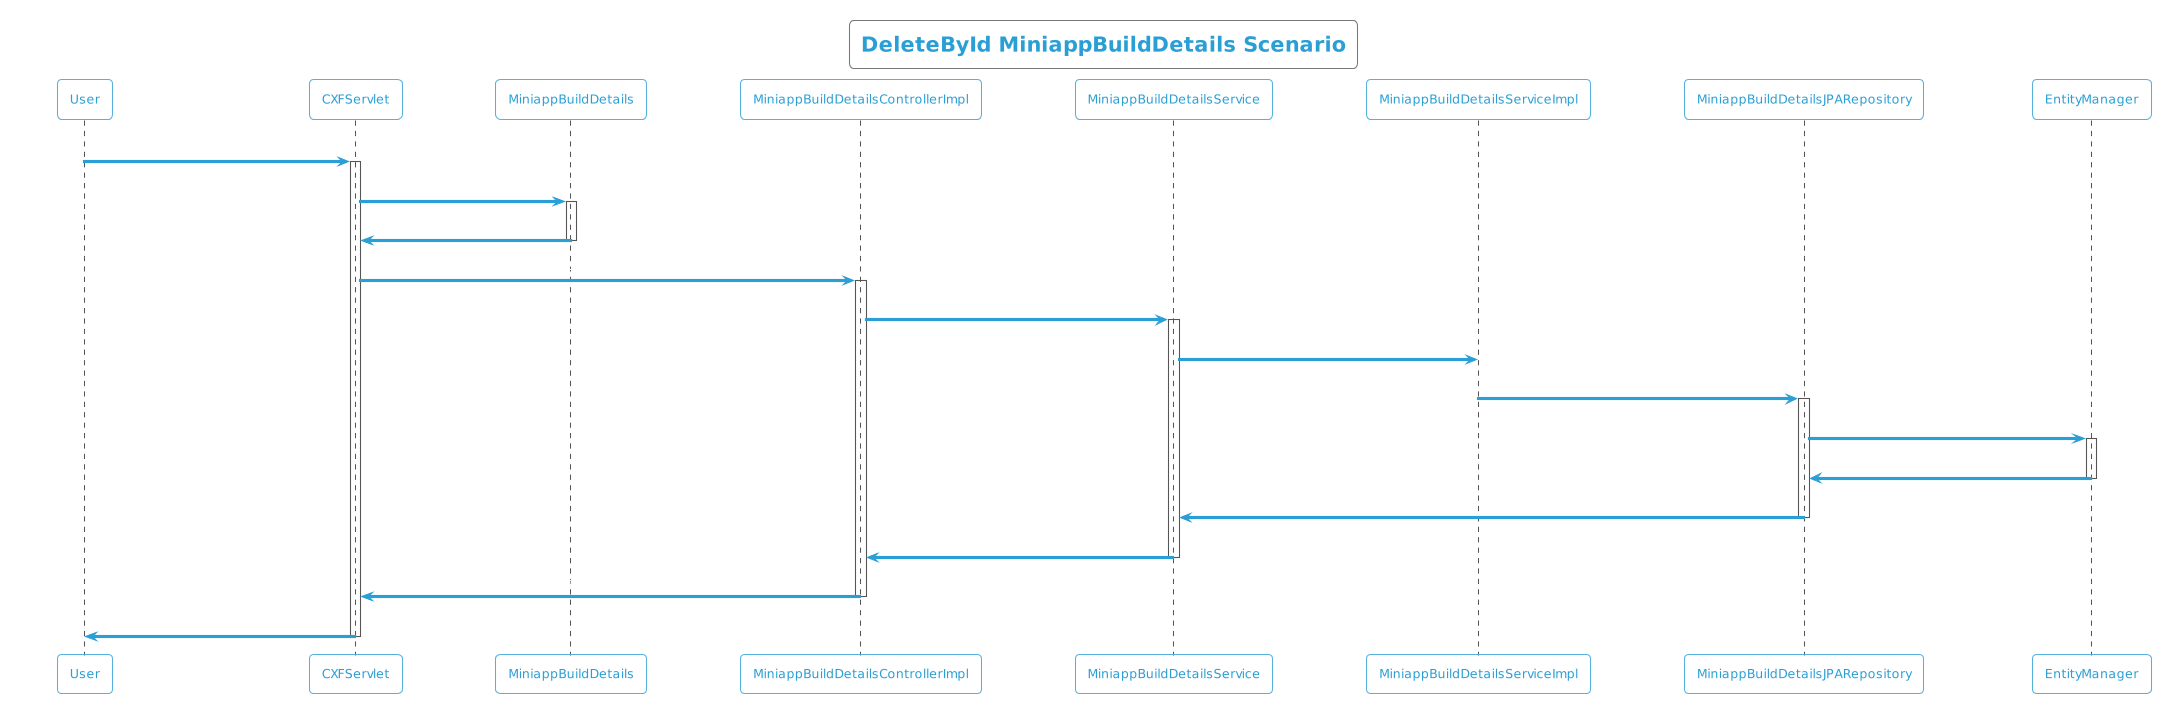 DeleteById MiniappBuildDetails Scenario
User
CXFServlet
MiniappBuildDetails
MiniappBuildDetailsControllerImpl
MiniappBuildDetailsService
MiniappBuildDetailsServiceImpl
MiniappBuildDetailsJPARepository
EntityManager
User
CXFServlet
MiniappBuildDetails
MiniappBuildDetailsControllerImpl
MiniappBuildDetailsService
MiniappBuildDetailsServiceImpl
MiniappBuildDetailsJPARepository
EntityManager